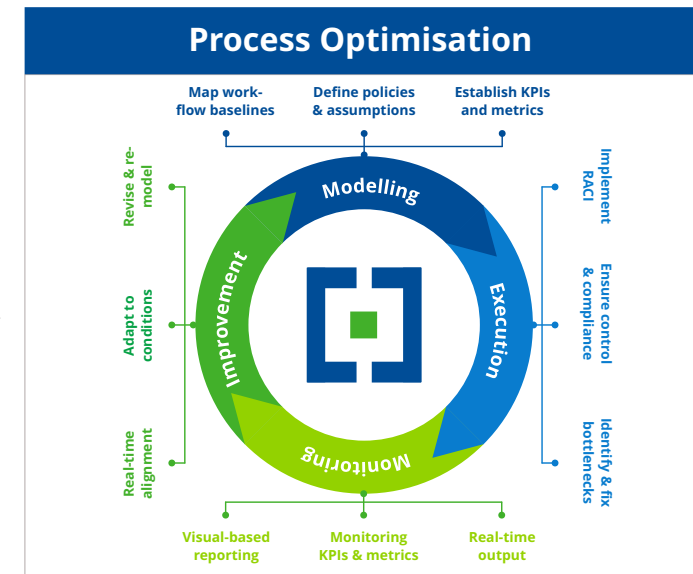 Process Optimisation
Map work-
flow baselines
Define policies
& assumptions
Establish KPIs
and metrics
Modelling
Implement
RACI
Ensure control
& compliance
Identify & fix
bottlenecks
Execution
Monitoring
Visual-based
reporting
Monitoring
KPIs & metrics
Real-time
output
Improvement
Real-time
alignment
Adapt to
conditions
Revise & re-
model